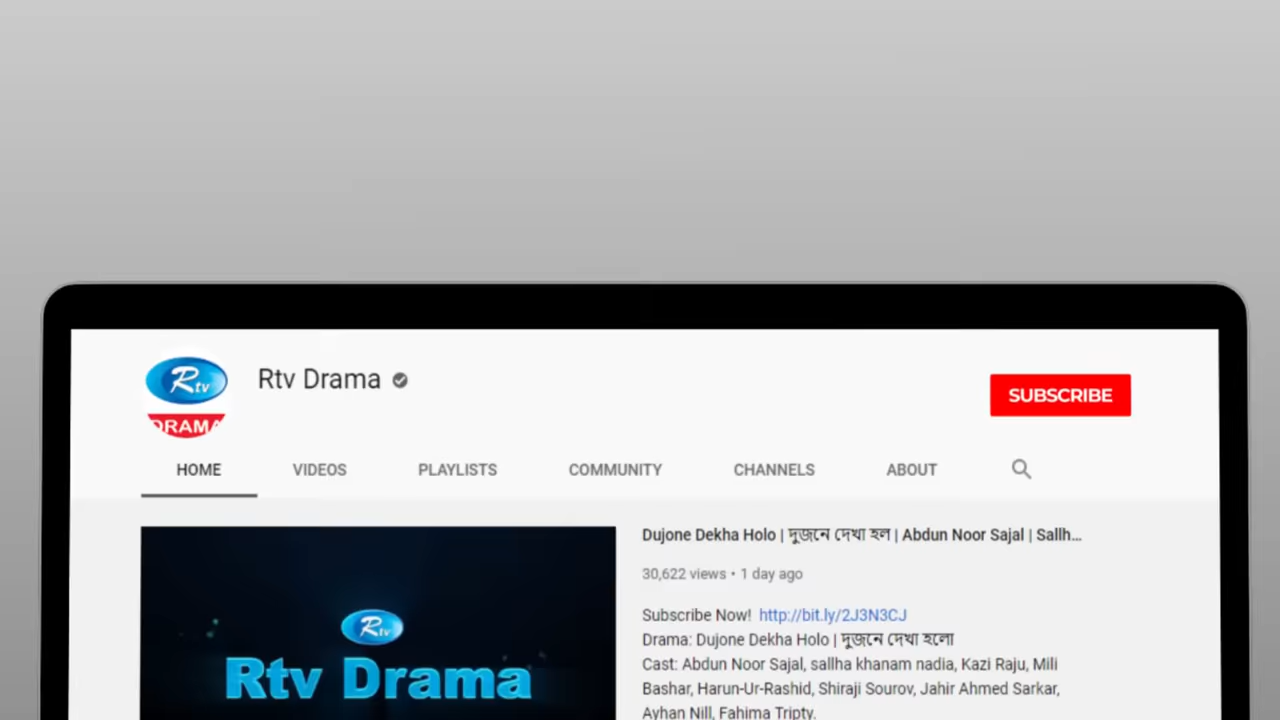 Rtv
DRAMA
Rtv Drama
SUBSCRIBE
HOME
VIDEOS
PLAYLISTS
COMMUNITY
CHANNELS
ABOUT
Rtv
Rtv Drama
Dujone Dekha Holo | দুজনে দেখা হল | Abdun Noor Sajal | Sallh...
30,622 views • 1 day ago
Subscribe Now! http://bit.ly/2J3N3CJ
Drama: Dujone Dekha Holo | দুজনে দেখা হলো
Cast: Abdun Noor Sajal, sallha khanam nadia, Kazi Raju, Mili
Bashar, Harun-Ur-Rashid, Shiraji Sourov, Jahir Ahmed Sarkar,
Ayhan Nill, Fahima Tripty.